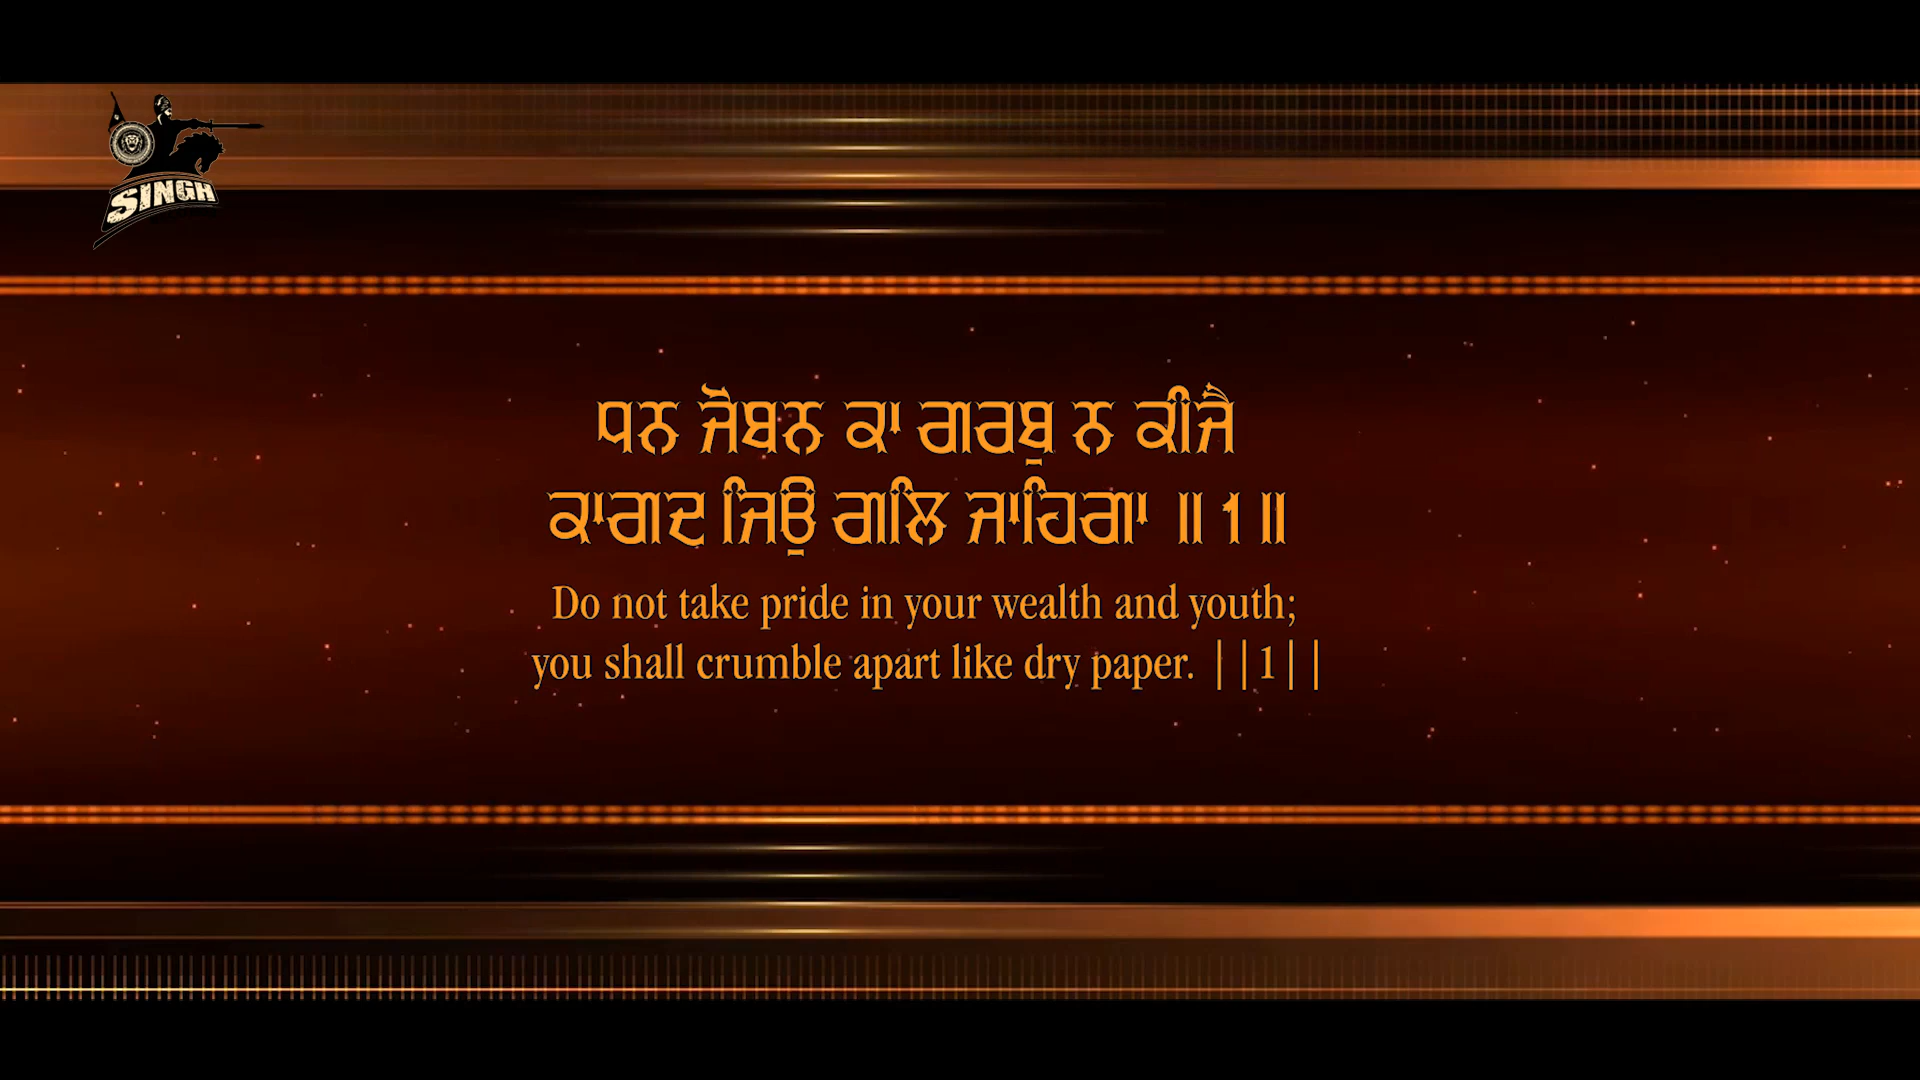 SINGH
ਧਨ ਜੋਬਨ ਕਾ ਗਰਬੁ ਨ ਕੀਜੈ
ਕਾਗਦ ਜਿਉ ਗਲਿ ਜਾਹਿਗਾ ॥1॥
Do not take pride in your wealth and youth;
you shall crumble apart like dry paper. ||1||